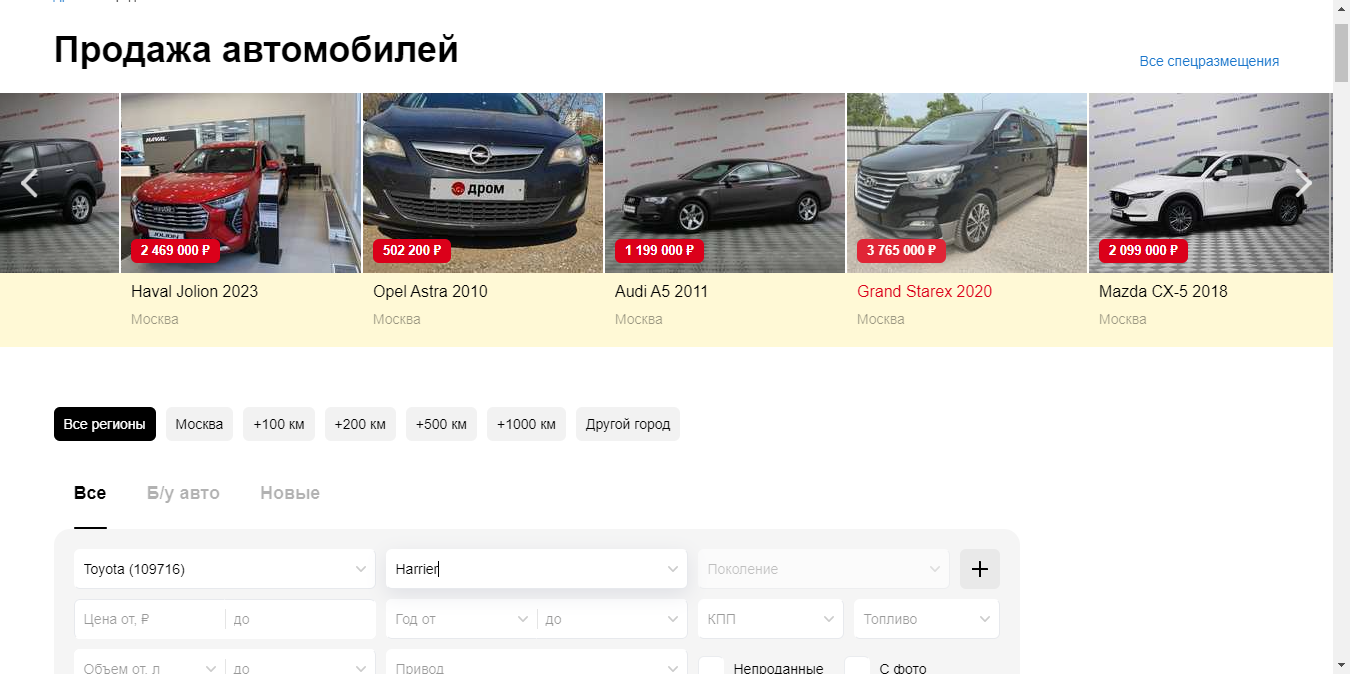 Продажа автомобилей
Все спецразмещения
HAVAL
JOLION
дром
2 469 000 ₽
502 200 ₽
1 199 000 ₽
3 765 000 ₽
2 099 000 ₽
Haval Jolion 2023
Opel Astra 2010
Audi A5 2011
Grand Starex 2020
Mazda CX-5 2018
Москва
Москва
Москва
Москва
Москва
Все регионы
Москва
+100 км
+200 км
+500 км
+1000 км
Другой город
Все
Б/у авто
Новые
Toyota (109716)
Harrier
Поколение
Цена от, ₽
до
Год от
до
КПП
Топливо
Объем от, л
до
Привод
Непроданные
С фото